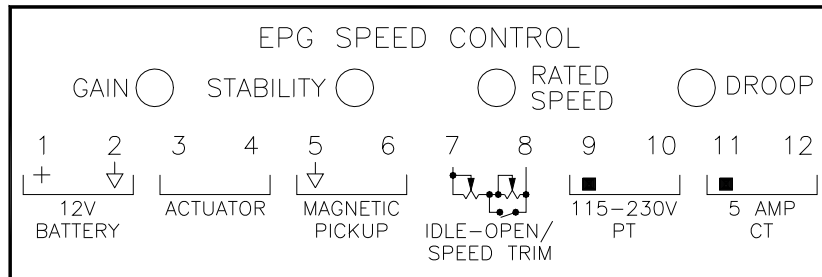 EPG SPEED CONTROL
GAIN STABILITY RATED SPEED DROOP
1 2 3 4 5 6 7 8 9 10 11 12
+
12V BATTERY
ACTUATOR
MAGNETIC PICKUP
IDLE-OPEN/ SPEED TRIM
115-230V PT
5 AMP CT